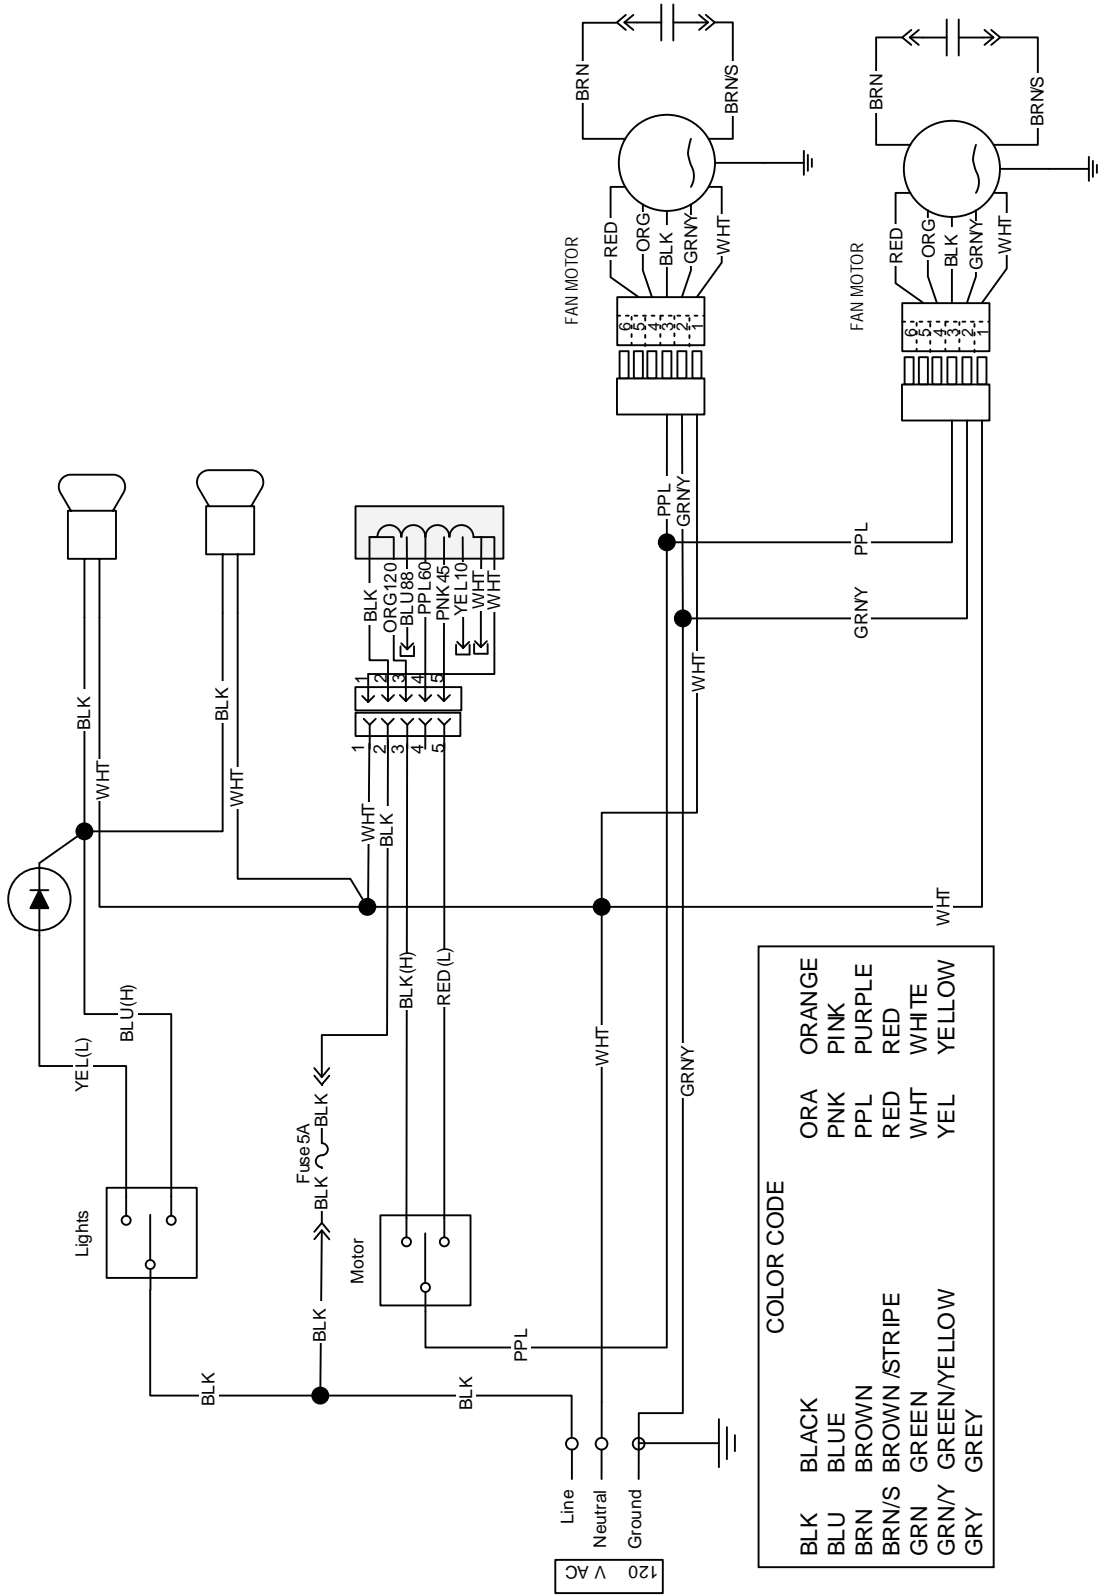 BRN
BRN/S
FAN MOTOR
RED
ORG
BLK
GRN/Y
WHT
6
5
4
3
2
1
BRN
BRN/S
FAN MOTOR
RED
ORG
BLK
GRN/Y
WHT
6
5
4
3
2
1
PPL
GRN/Y
WHT
PPL
GRN/Y
WHT
BLK
WHT
BLK
WHT
BLK
ORG120
BLU88
PPL60
PNK45
YEL10
WHT
WHT
1
2
3
4
5
1
2
3
4
5
WHT
BLK
BLK(H)
RED(L)
YEL(L)
BLU(H)
Lights
Fuse5A
BLK
BLK
BLK
Motor
PPL
BLK
BLK
WHT
GRN/Y
Line
Neutral
Ground
120 V AC
COLOR CODE
BLK BLACK ORA ORANGE
BLU BLUE PNK PINK
BRN BROWN PPL PURPLE
BRN/S BROWN /STRIPE RED RED
GRN GREEN WHT WHITE
GRN/Y GREEN/YELLOW YEL YELLOW
GRY GREY